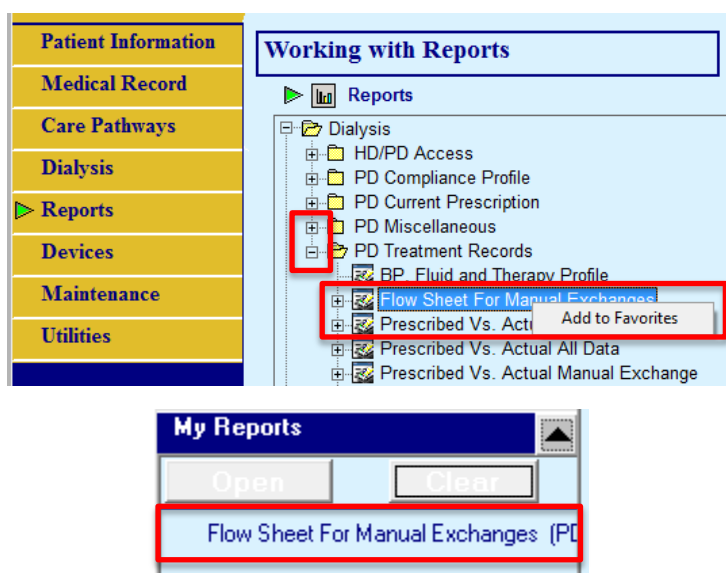 Patient Information
Medical Record
Care Pathways
Dialysis
Reports
Devices
Maintenance
Utilities
Working with Reports
Reports
Dialysis
HD/PD Access
PD Compliance Profile
PD Current Prescription
PD Miscellaneous
PD Treatment Records
BP, Fluid and Therapy Profile
Flow Sheet For Manual Exchanges
Add to Favorites
Prescribed Vs.
Prescribed Vs. Actual All Data
Prescribed Vs. Actual Manual Exchange
My Reports
Open Clear
Flow Sheet For Manual Exchanges (PD